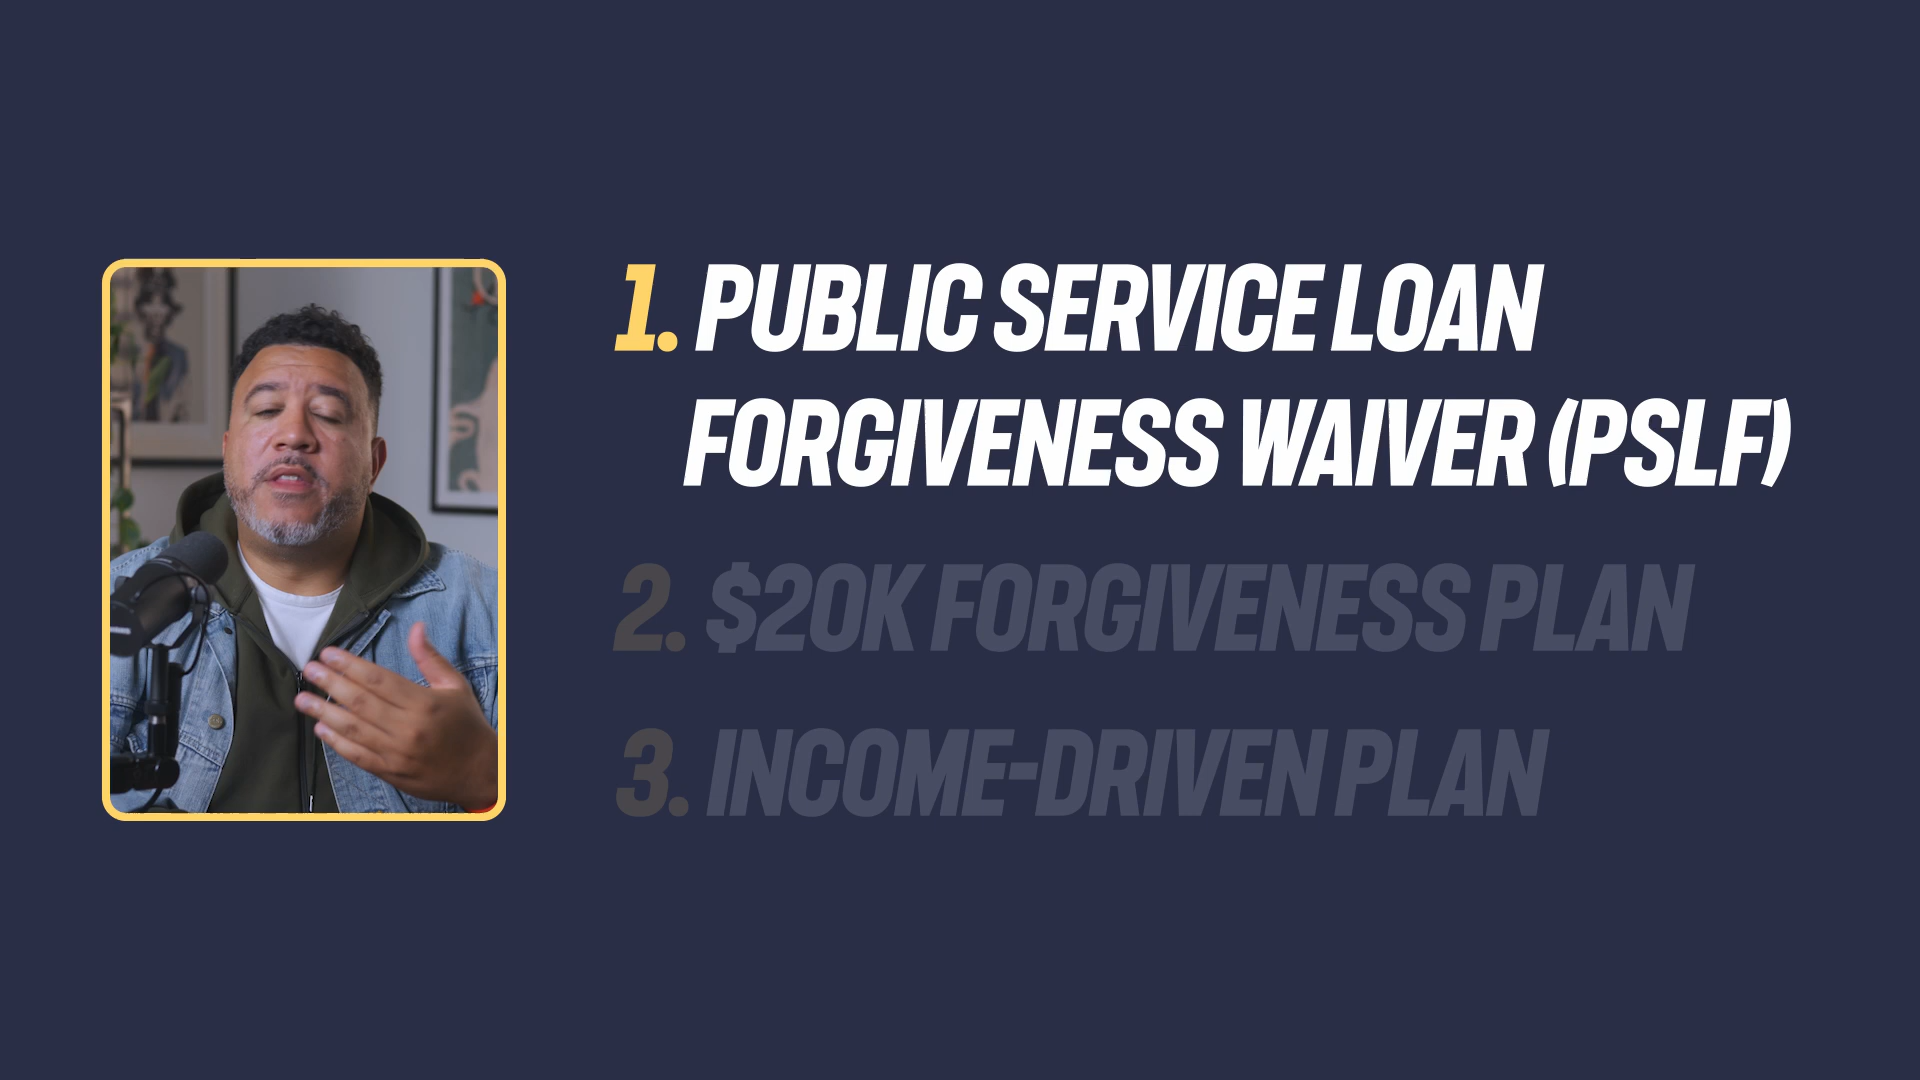 1. PUBLIC SERVICE LOAN
FORGIVENESS WAIVER (PSLF)
2. $20K FORGIVENESS PLAN
3. INCOME-DRIVEN PLAN